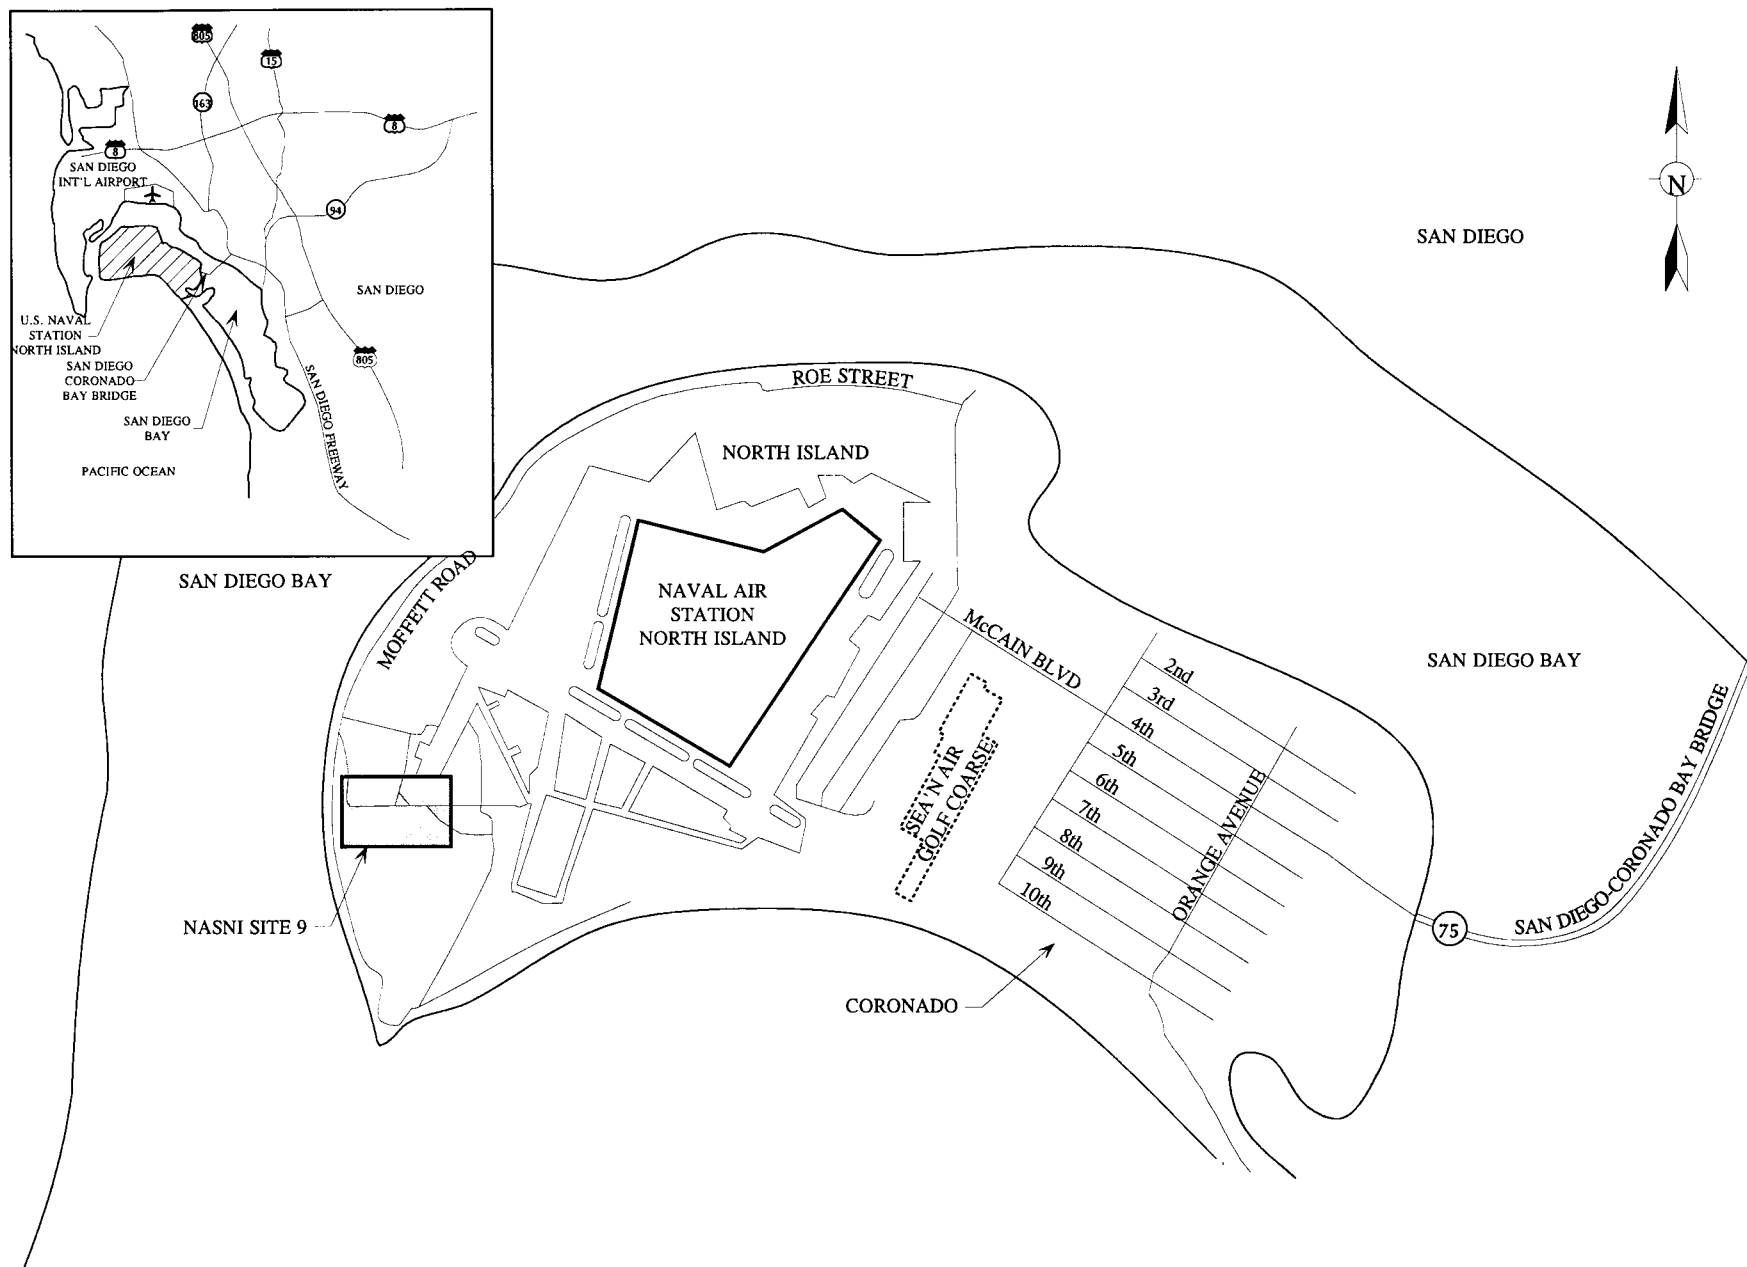 805
15
163
8
8
SAN DIEGO
INT'L AIRPORT
94
SAN DIEGO
U.S. NAVAL
STATION
NORTH ISLAND
SAN DIEGO
CORONADO
BAY BRIDGE
805
SAN DIEGO FREEWAY
SAN DIEGO
BAY
PACIFIC OCEAN
N
SAN DIEGO
ROE STREET
NORTH ISLAND
SAN DIEGO BAY
MOFFETT ROAD
NAVAL AIR
STATION
NORTH ISLAND
McCAIN BLVD
SAN DIEGO BAY
2nd
3rd
4th
5th
6th
7th
8th
9th
10th
SEA'N AIR
GOLF COARSE
ORANGE AVENUE
SAN DIEGO-CORONADO BAY BRIDGE
75
NASNI SITE 9
CORONADO